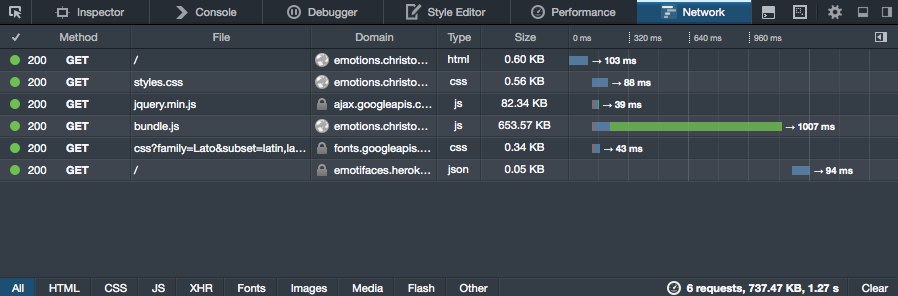 Inspector Console Debugger Style Editor Performance Network
✓ Method File Domain Type Size 0 ms 320 ms 640 ms 960 ms
200 GET / emotions.christo... html 0.60 KB → 103 ms
200 GET styles.css emotions.christo... css 0.56 KB → 88 ms
200 GET jquery.min.js ajax.googleapis.c... js 82.34 KB → 39 ms
200 GET bundle.js emotions.christo... js 653.57 KB → 1007 ms
200 GET css?family=Lato&subset=latin,la... fonts.googleapis.... css 0.34 KB → 43 ms
200 GET / emotifaces.herok... json 0.05 KB → 94 ms
All HTML CSS JS XHR Fonts Images Media Flash Other 6 requests, 737.47 KB, 1.27 s Clear